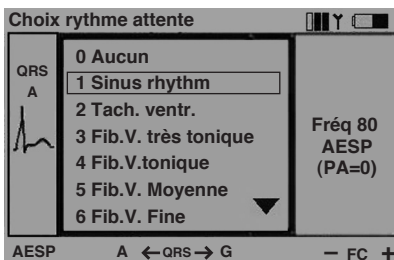 Choix rythme attente
QRS
A
0 Aucun
1 Sinus rhythm
2 Tach. ventr.
3 Fib.V. très tonique
4 Fib.V.tonique
5 Fib.V. Moyenne
6 Fib.V. Fine
Fréq 80
AESP
(PA=0)
AESP A ←QRS→ G − FC +